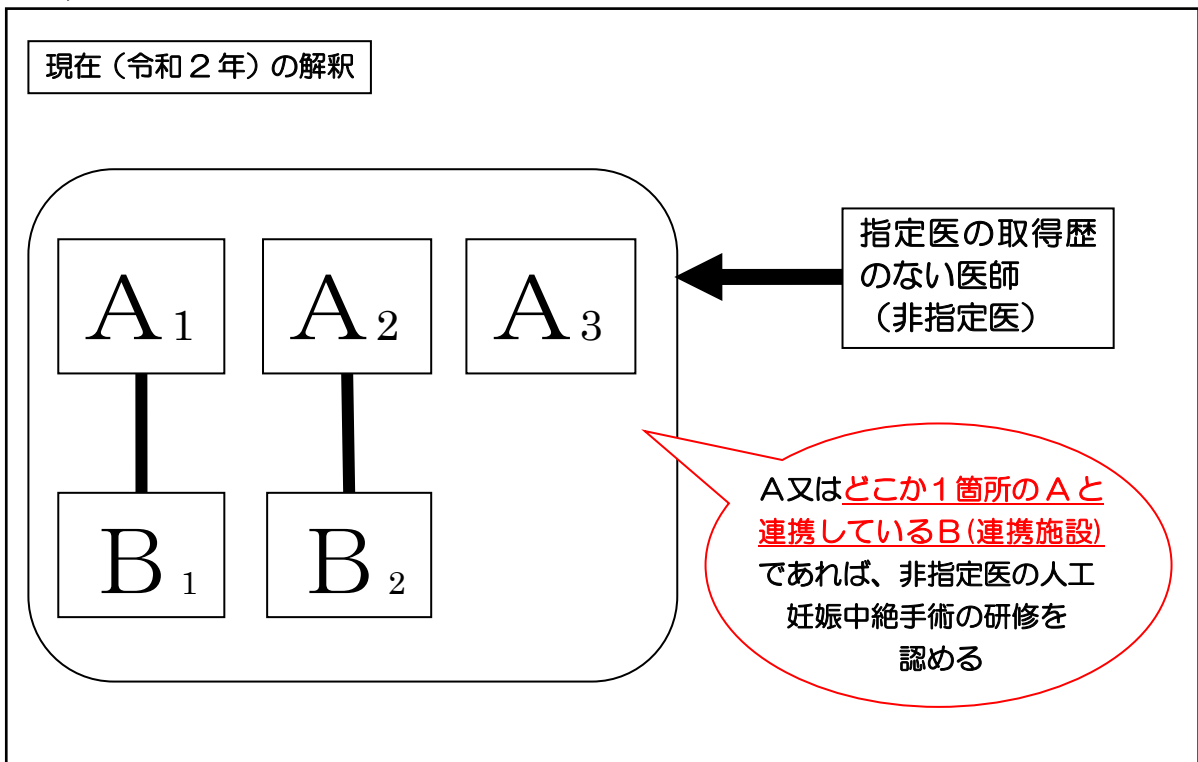 現在（令和２年）の解釈
指定医の取得歴
のない医師
（非指定医）
A1 A2 A3
A又はどこか１箇所のAと
連携しているB(連携施設)
であれば、非指定医の人工
妊娠中絶手術の研修を
認める
B1 B2